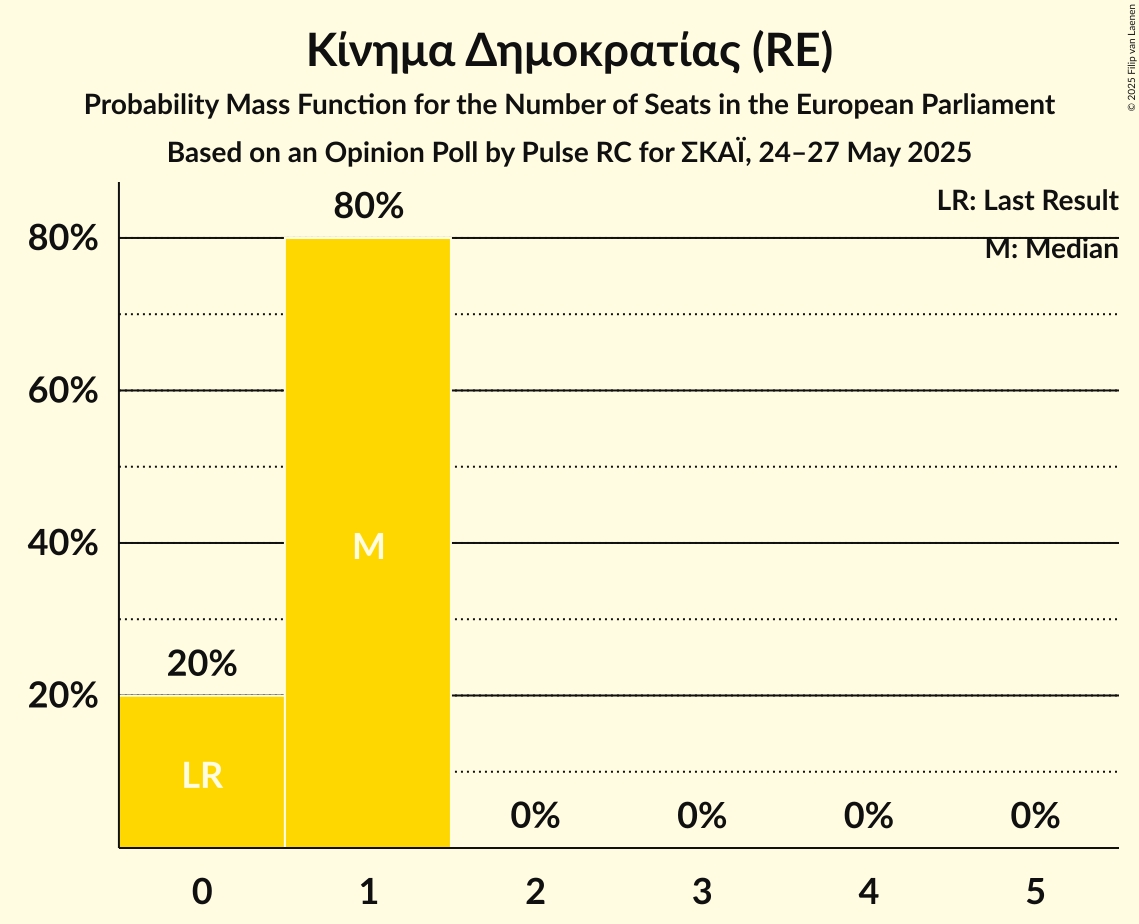 Κίνημα Δημοκρατίας (RE)
Probability Mass Function for the Number of Seats in the European Parliament
Based on an Opinion Poll by Pulse RC for ΣΚΑΪ, 24–27 May 2025
© 2025 Filip van Laenen
LR: Last Result
M: Median
80%
60%
40%
20%
80%
20%
M
LR
0%
0%
0%
0%
0
1
2
3
4
5